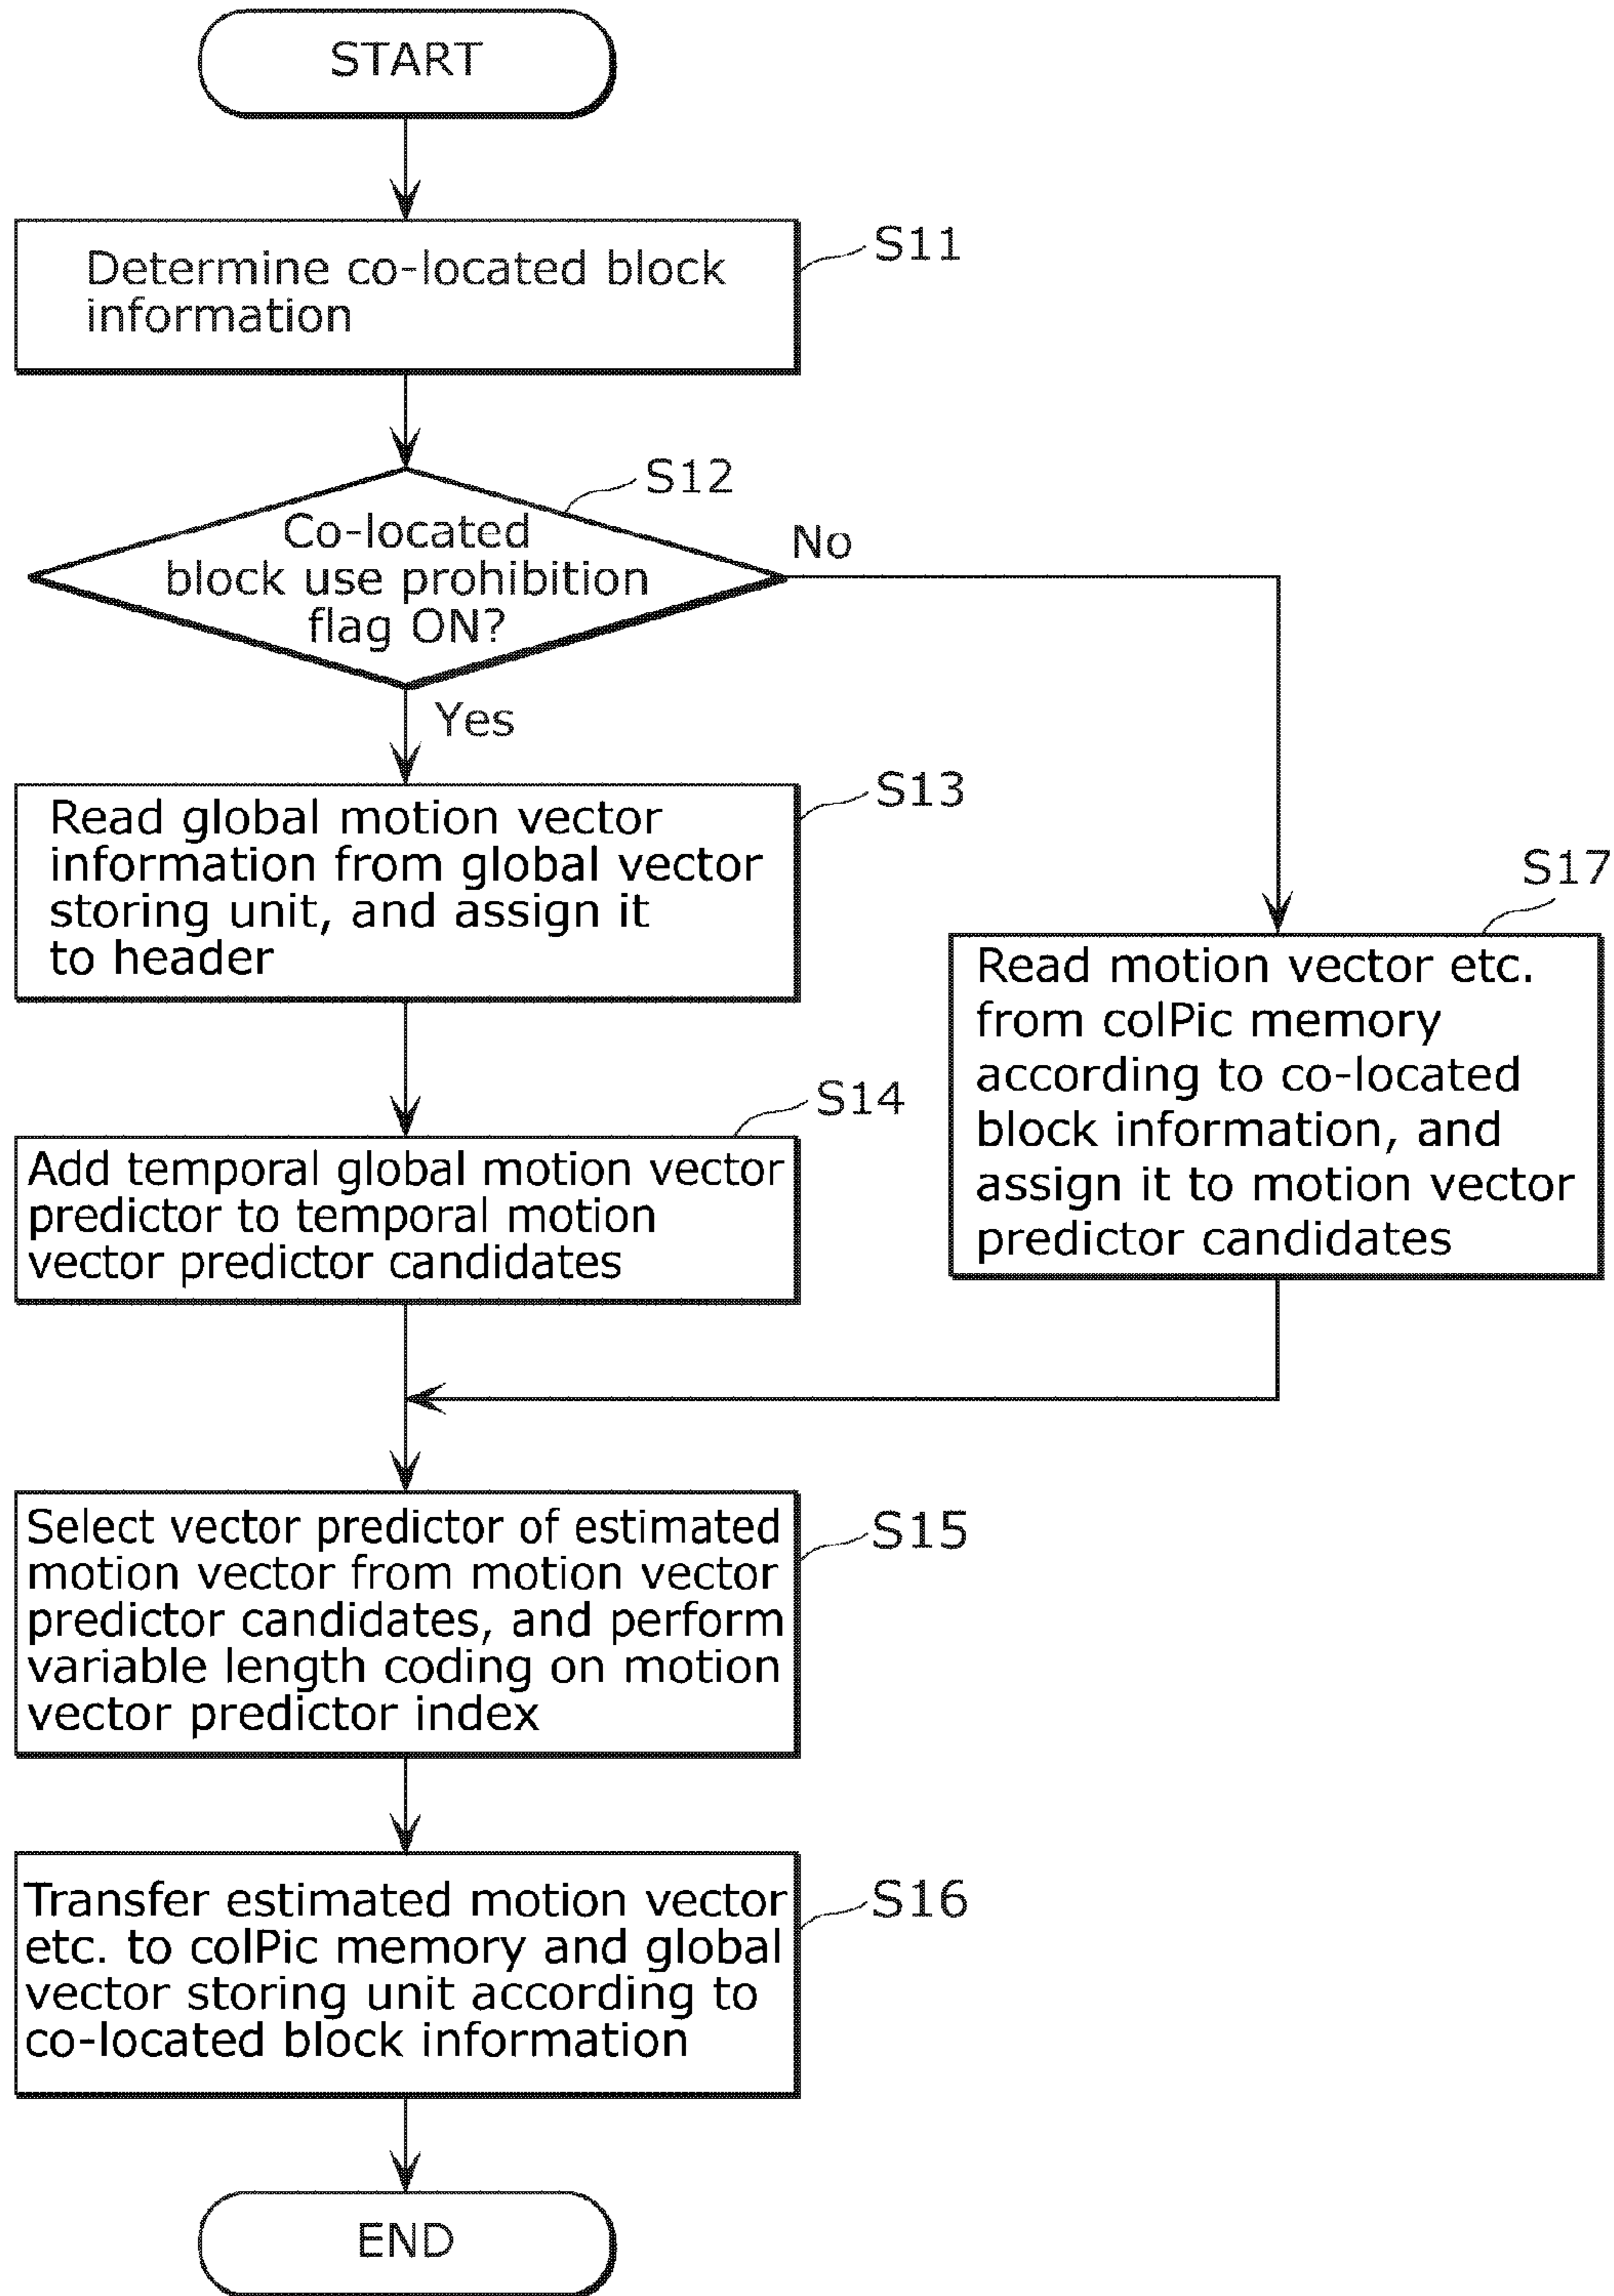 START
Determine co-located block
information
S11
Co-located
block use prohibition
flag ON?
S12
No
Yes
Read global motion vector
information from global vector
storing unit, and assign it
to header
S13
Add temporal global motion vector
predictor to temporal motion
vector predictor candidates
S14
Read motion vector etc.
from colPic memory
according to co-located
block information, and
assign it to motion vector
predictor candidates
S17
Select vector predictor of estimated
motion vector from motion vector
predictor candidates, and perform
variable length coding on motion
vector predictor index
S15
Transfer estimated motion vector
etc. to colPic memory and global
vector storing unit according to
co-located block information
S16
END